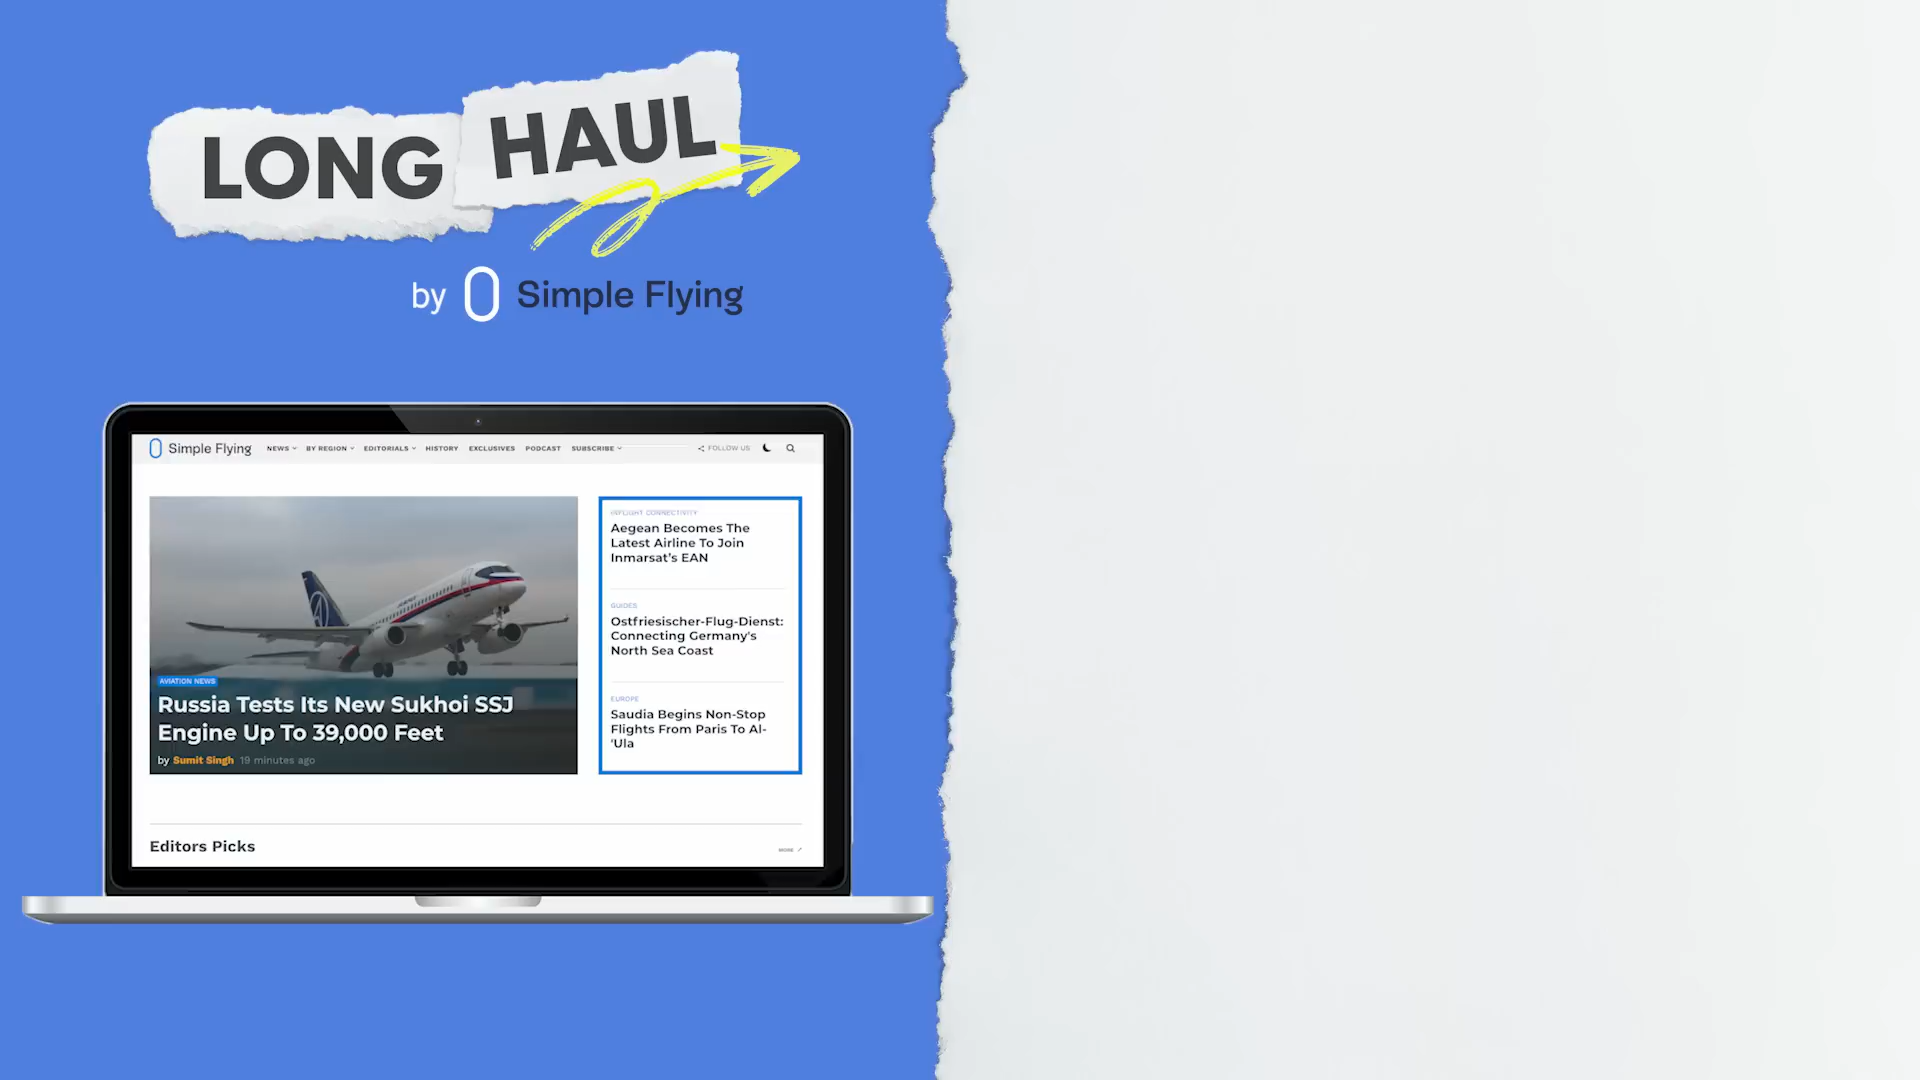 LONG HAUL
by Simple Flying
Simple Flying NEWS BY REGION EDITORIALS HISTORY EXCLUSIVES PODCAST SUBSCRIBE FOLLOW US
AVIATION NEWS
Russia Tests Its New Sukhoi SSJ
Engine Up To 39,000 Feet
by Sumit Singh 19 minutes ago
INFLIGHT CONNECTIVITY
Aegean Becomes The
Latest Airline To Join
Inmarsat's EAN
GUIDES
Ostfriesischer-Flug-Dienst:
Connecting Germany's
North Sea Coast
EUROPE
Saudia Begins Non-Stop
Flights From Paris To Al-
'Ula
Editors Picks
MORE